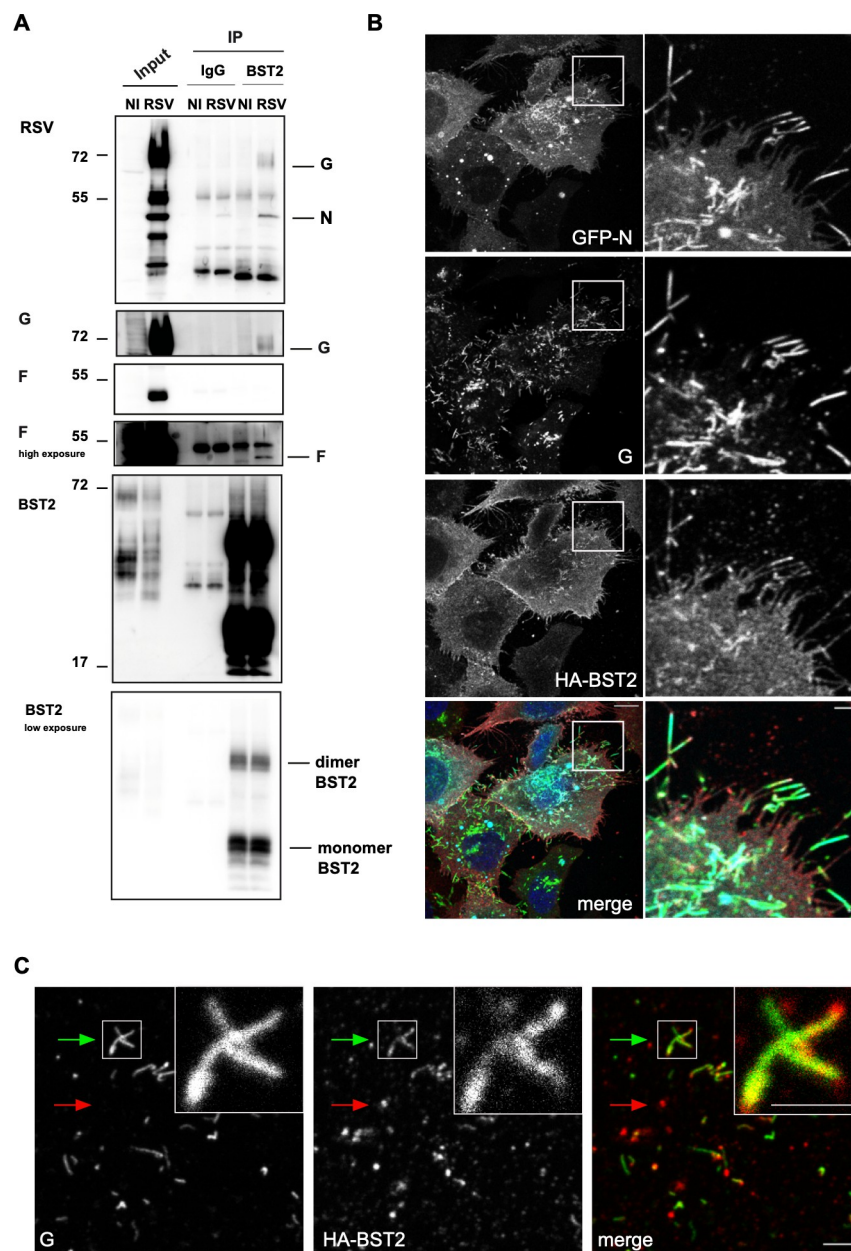 A
IP
Input
IgG
BST2
NI RSV NI RSV NI RSV
RSV
72
G
55
N
G
72
G
F
55
F
high exposure
55
F
BST2
72
17
BST2
low exposure
dimer
BST2
monomer
BST2
B
GFP-N
G
HA-BST2
merge
C
G
HA-BST2
merge